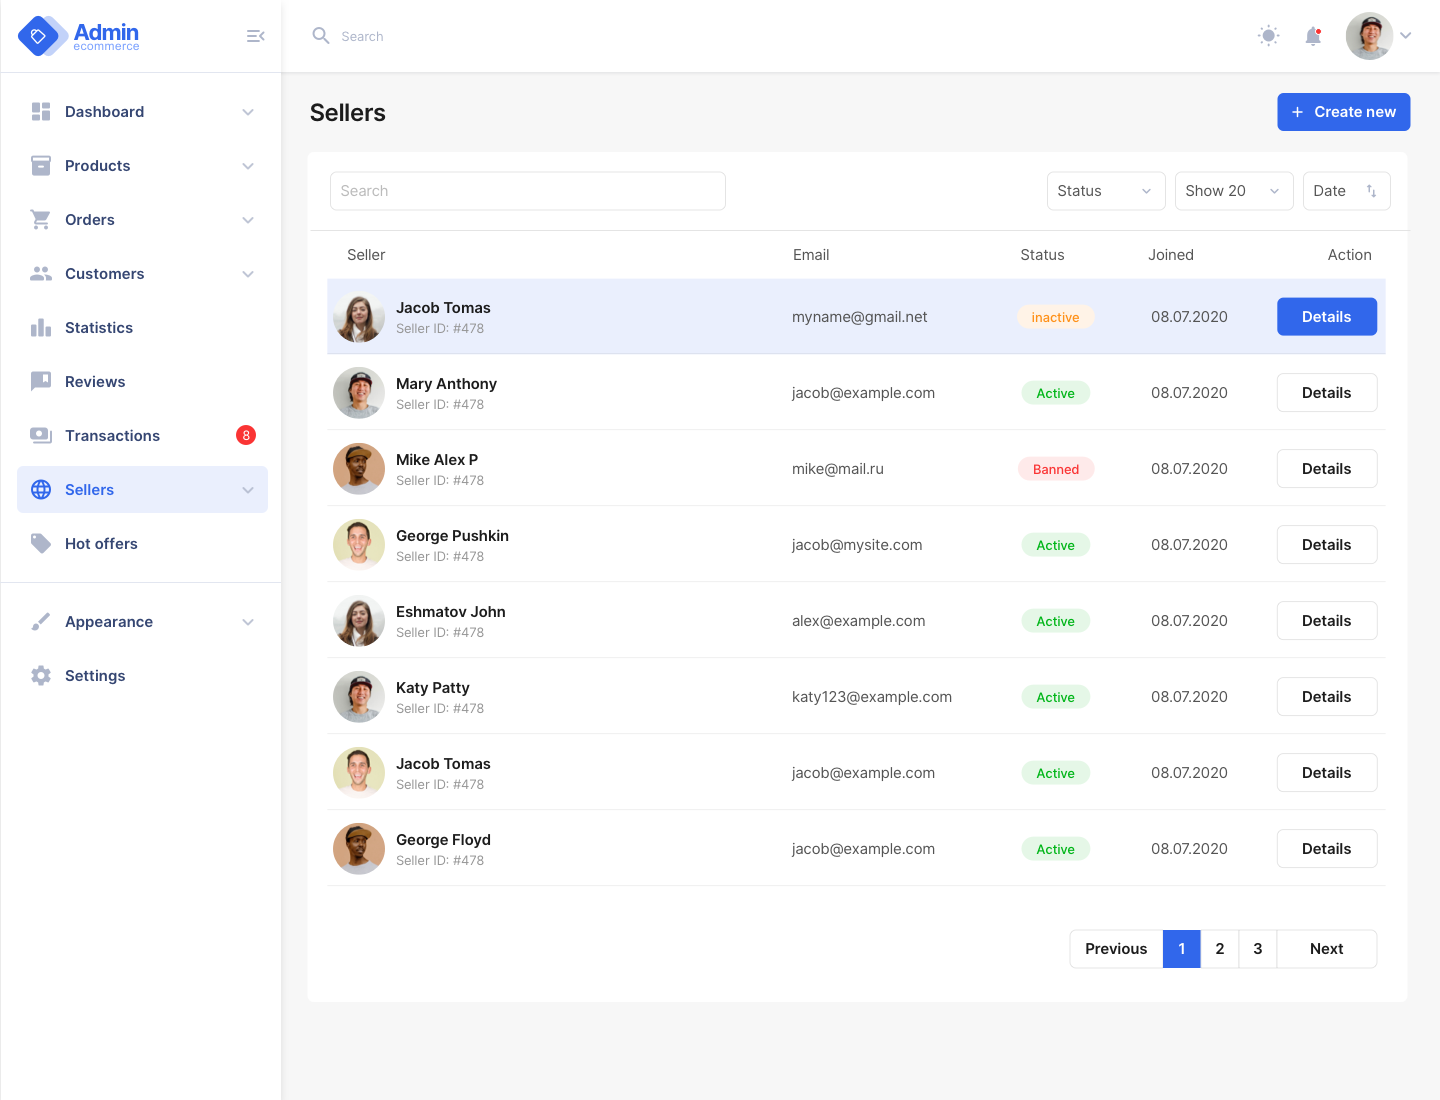 Admin
ecommerce
Search
Dashboard
Products
Orders
Customers
Statistics
Reviews
Transactions 8
Sellers
Hot offers
Appearance
Settings
Sellers
+ Create new
Search
Status
Show 20
Date
Seller Email Status Joined Action
Jacob Tomas
Seller ID: #478
myname@gmail.net inactive 08.07.2020 Details
Mary Anthony
Seller ID: #478
jacob@example.com Active 08.07.2020 Details
Mike Alex P
Seller ID: #478
mike@mail.ru Banned 08.07.2020 Details
George Pushkin
Seller ID: #478
jacob@mysite.com Active 08.07.2020 Details
Eshmatov John
Seller ID: #478
alex@example.com Active 08.07.2020 Details
Katy Patty
Seller ID: #478
katy123@example.com Active 08.07.2020 Details
Jacob Tomas
Seller ID: #478
jacob@example.com Active 08.07.2020 Details
George Floyd
Seller ID: #478
jacob@example.com Active 08.07.2020 Details
Previous 1 2 3 Next